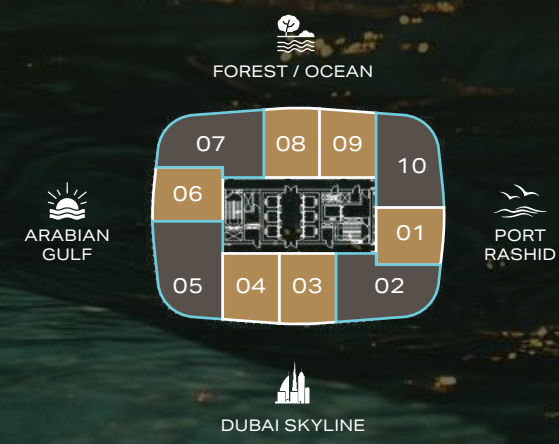 FOREST / OCEAN
07 08 09
10
06
ARABIAN
GULF
01
PORT
RASHID
05 04 03 02
DUBAI SKYLINE